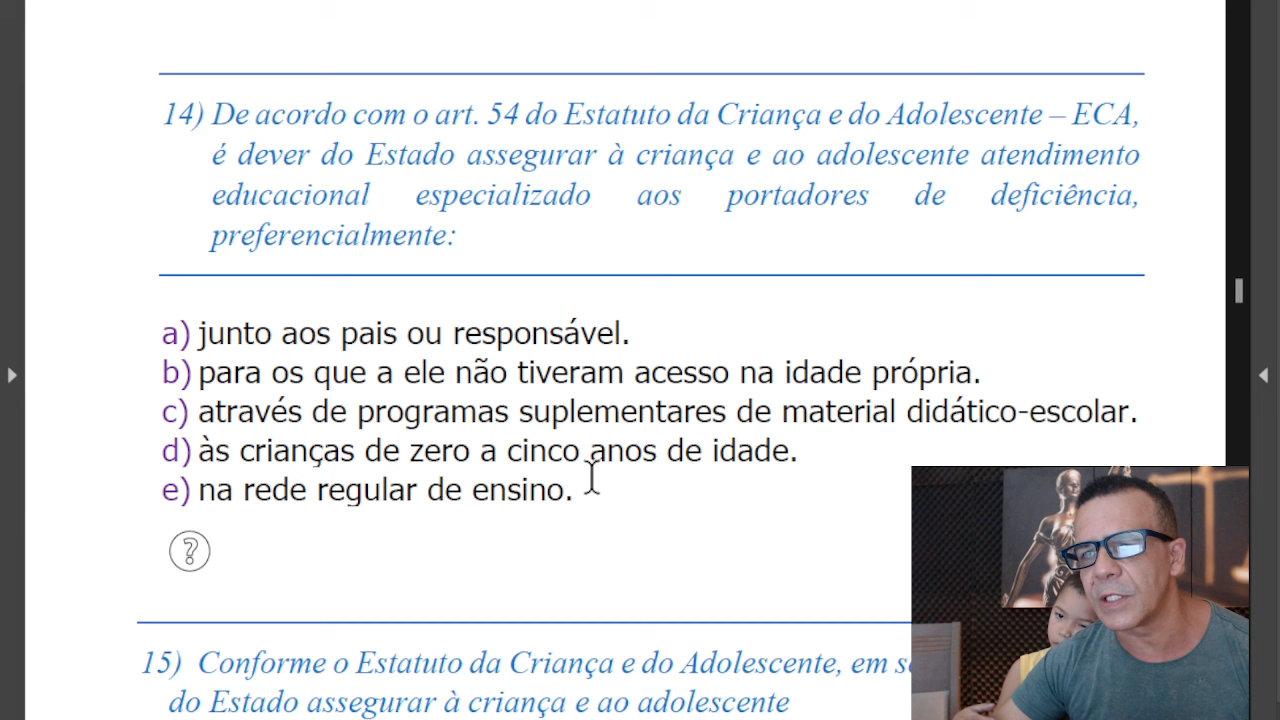 14) De acordo com o art. 54 do Estatuto da Criança e do Adolescente – ECA,
é dever do Estado assegurar à criança e ao adolescente atendimento
educacional especializado aos portadores de deficiência,
preferencialmente:
a) junto aos pais ou responsável.
b) para os que a ele não tiveram acesso na idade própria.
c) através de programas suplementares de material didático-escolar.
d) às crianças de zero a cinco anos de idade.
e) na rede regular de ensino.
?
15) Conforme o Estatuto da Criança e do Adolescente, em
do Estado assegurar à criança e ao adolescente